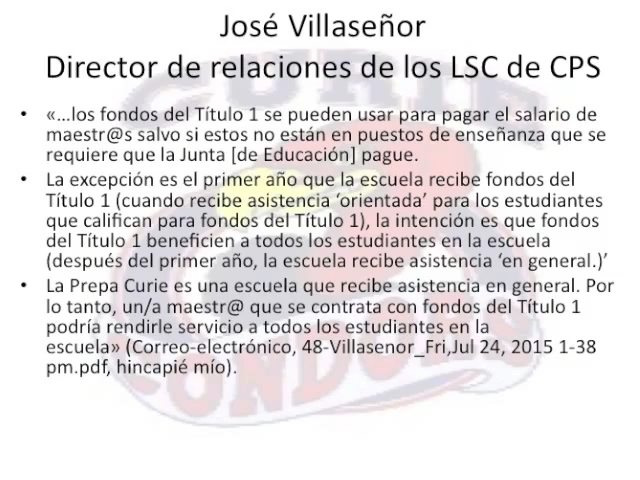 José Villaseñor
Director de relaciones de los LSC de CPS
• «…los fondos del Título 1 se pueden usar para pagar el salario de
maestr@s salvo si estos no están en puestos de enseñanza que se
requiere que la Junta [de Educación] pague.
• La excepción es el primer año que la escuela recibe fondos del
Título 1 (cuando recibe asistencia ‘orientada’ para los estudiantes
que califican para fondos del Título 1), la intención es que fondos
del Título 1 beneficien a todos los estudiantes en la escuela
(después del primer año, la escuela recibe asistencia ‘en general.)’
• La Prepa Curie es una escuela que recibe asistencia en general. Por
lo tanto, un/a maestr@ que se contrata con fondos del Título 1
podría rendirle servicio a todos los estudiantes en la
escuela» (Correo-electrónico, 48-Villasenor_Fri,Jul 24, 2015 1-38
pm.pdf, hincapié mío).
CURIE
CONDORS